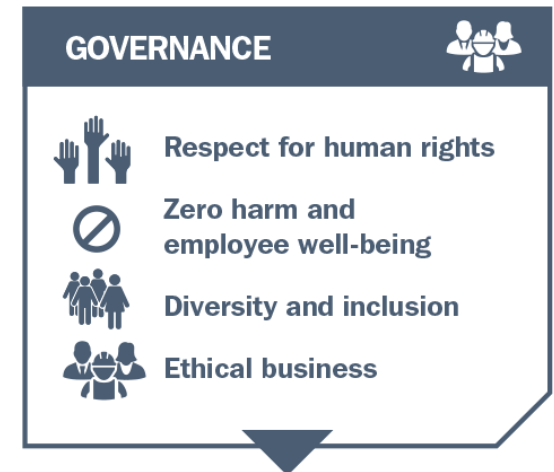 GOVERNANCE
Respect for human rights
Zero harm and
employee well-being
Diversity and inclusion
Ethical business